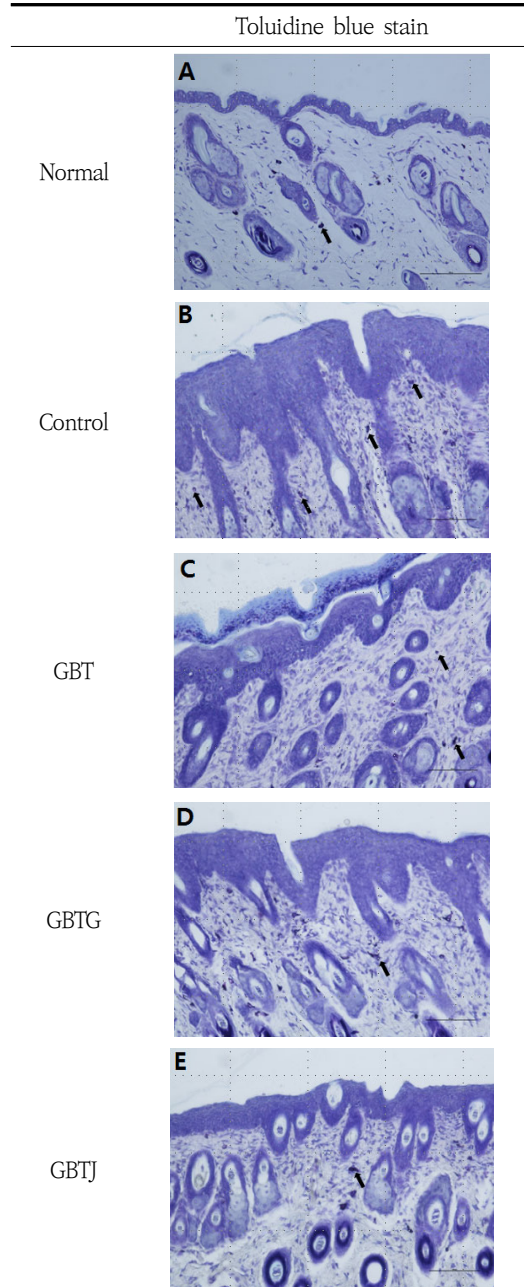 Toluidine blue stain
Normal
A
Control
B
GBT
C
GBTG
D
GBTJ
E